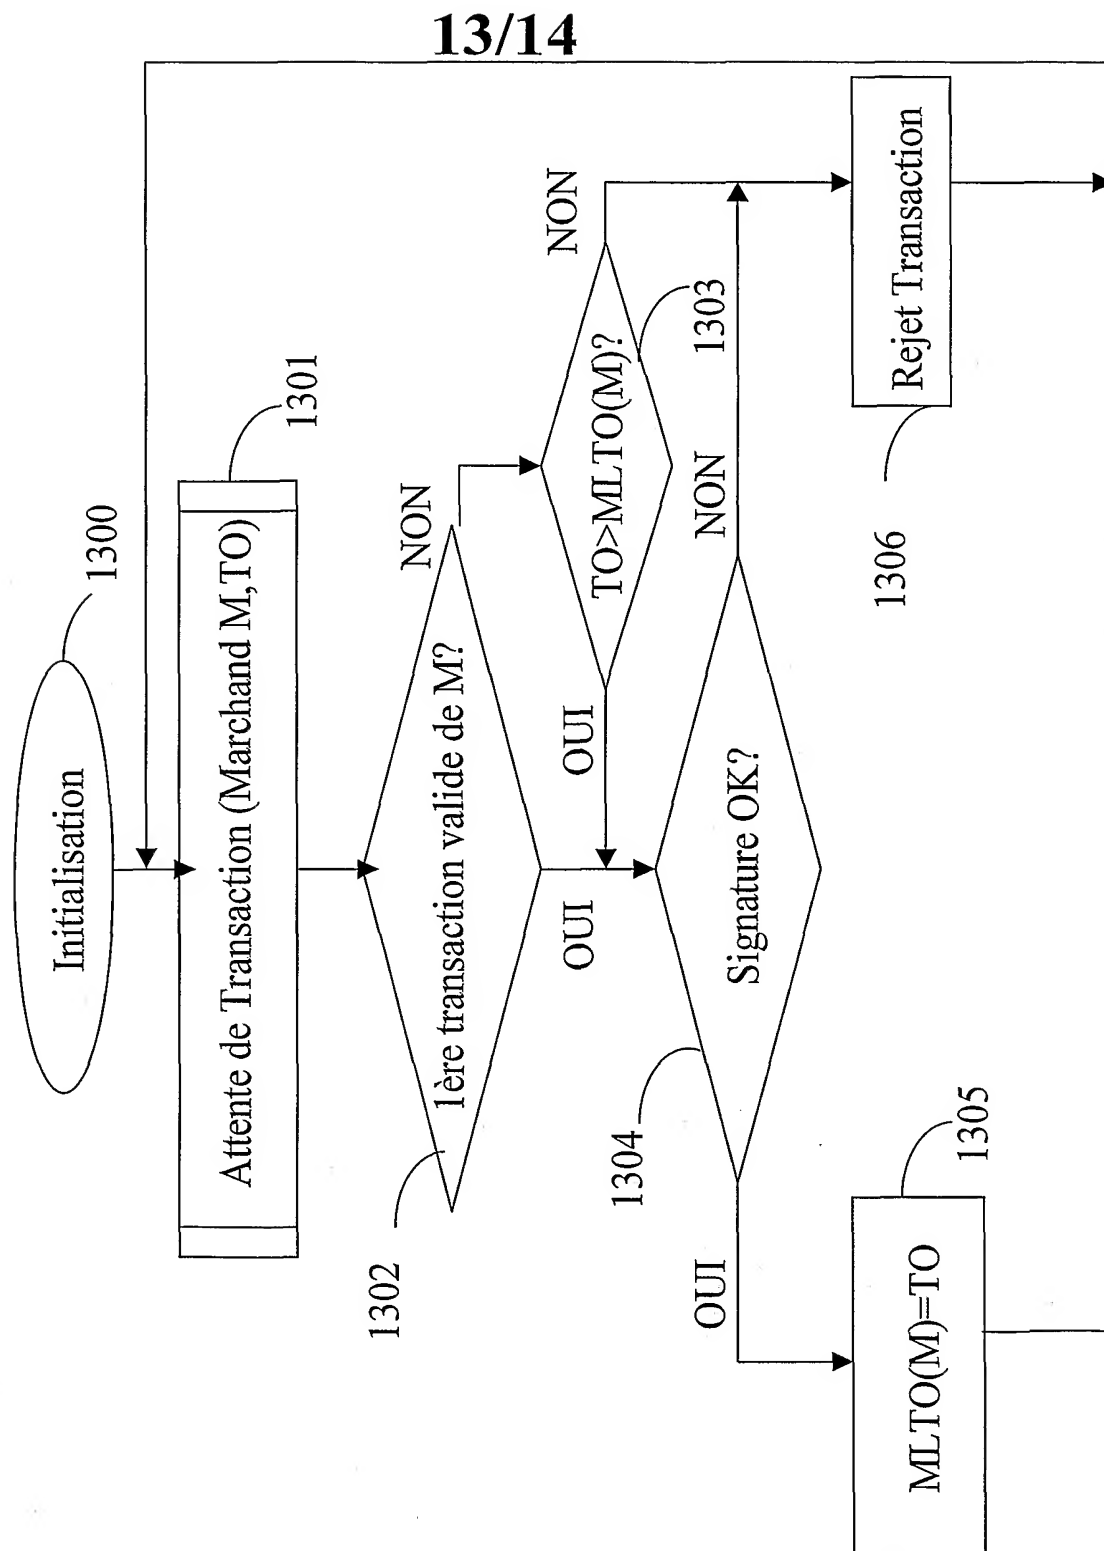 13/14
Initialisation
1300
Attente de Transaction (Marchand M,TO)
1301
1ère transaction valide de M?
1302
NON
OUI
TO>MLTO(M)?
1303
NON
OUI
Signature OK?
1304
NON
OUI
MLTO(M)=TO
1305
Rejet Transaction
1306